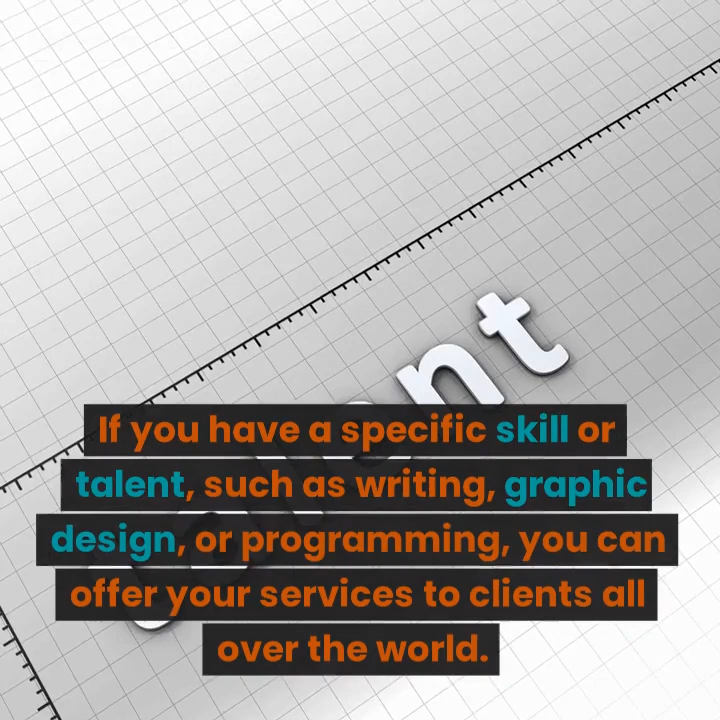 talent
If you have a specific skill or
talent, such as writing, graphic
design, or programming, you can
offer your services to clients all
over the world.